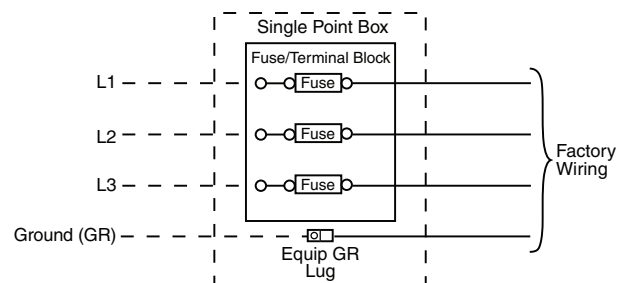 Single Point Box
Fuse/Terminal Block
L1
Fuse
L2
Fuse
L3
Fuse
Factory
Wiring
Ground (GR)
Equip GR
Lug